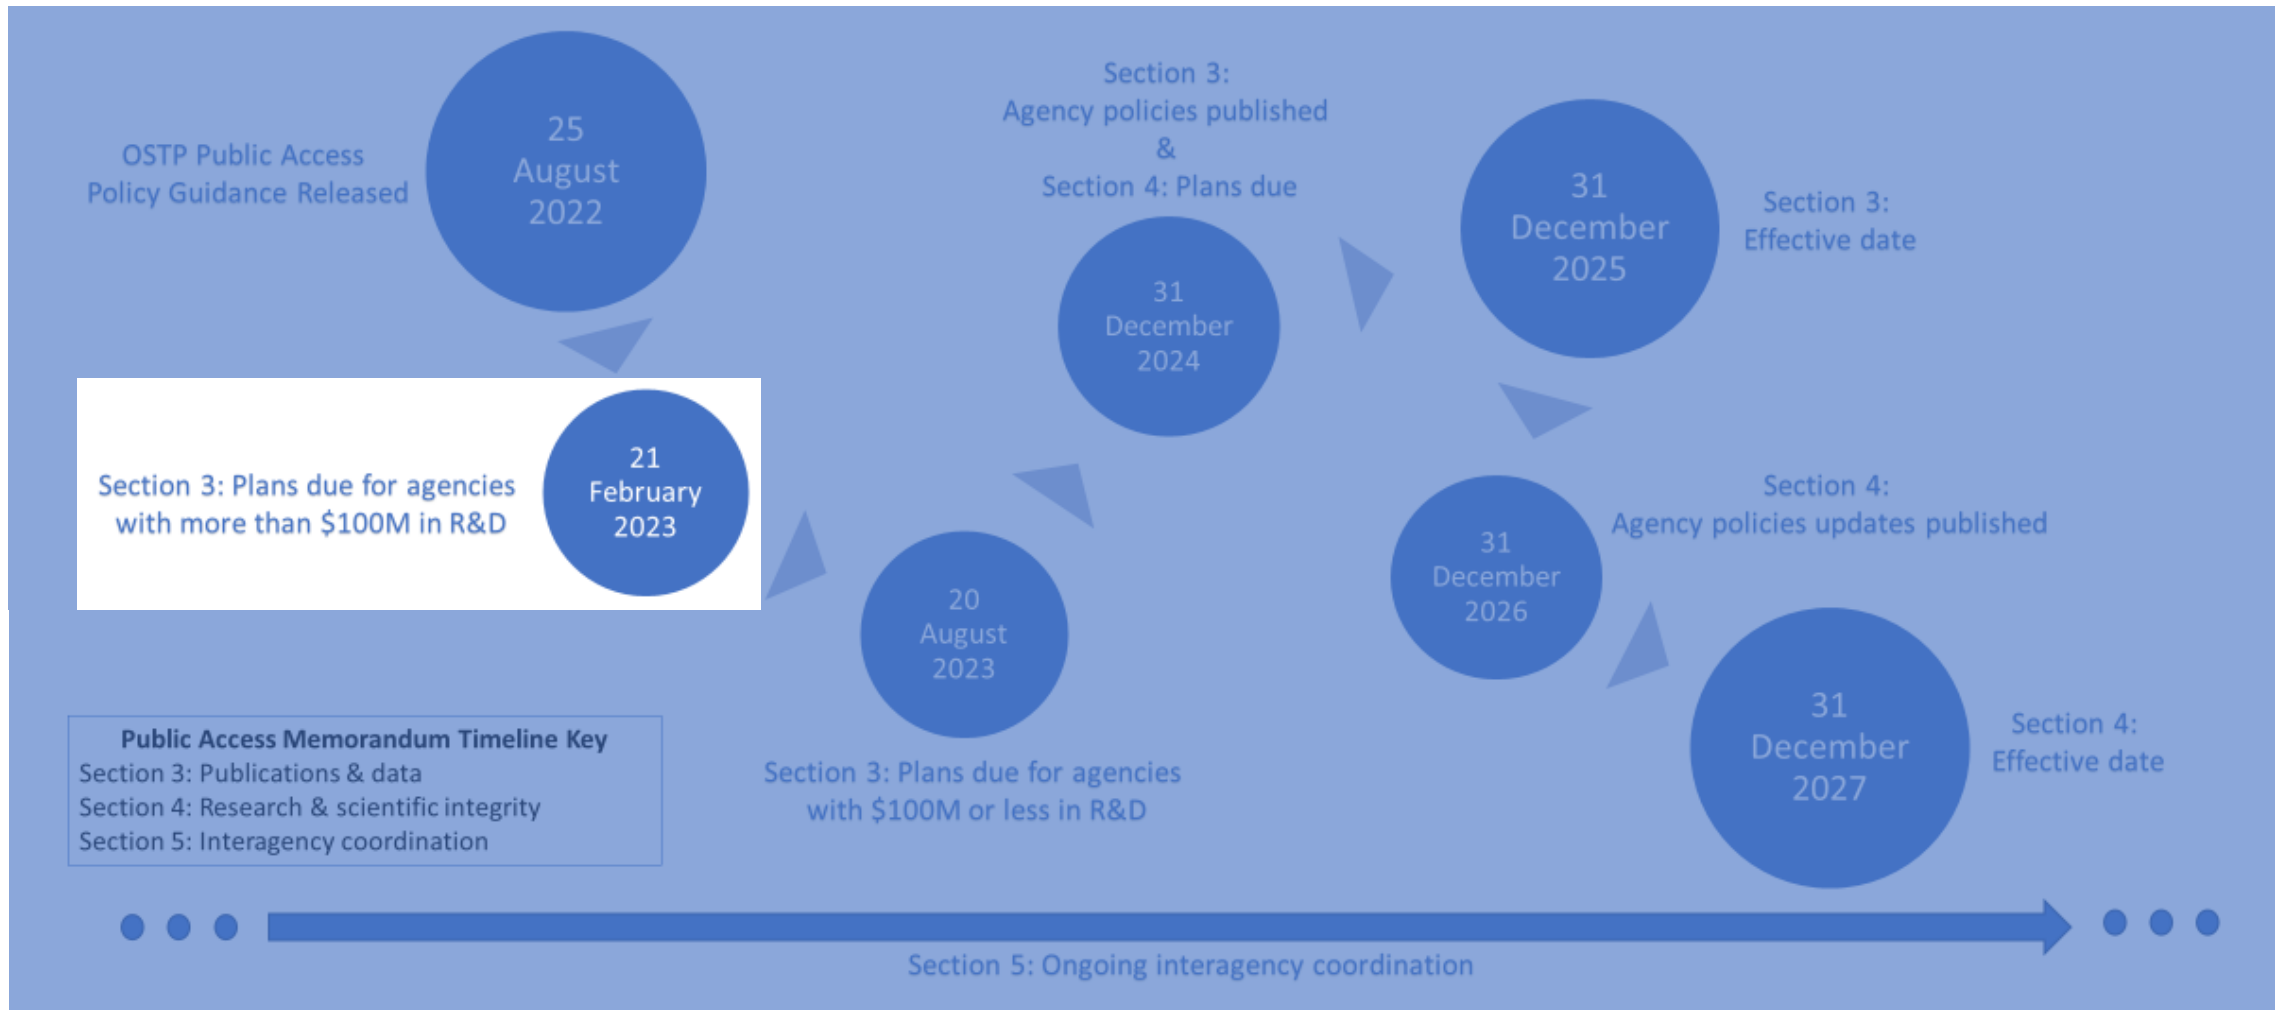 OSTP Public Access
Policy Guidance Released
25
August
2022
Section 3: Plans due for agencies
with more than $100M in R&D
21
February
2023
20
August
2023
Section 3: Plans due for agencies
with $100M or less in R&D
Section 3:
Agency policies published
&
Section 4: Plans due
31
December
2024
31
December
2025
Section 3:
Effective date
31
December
2026
Section 4:
Agency policies updates published
31
December
2027
Section 4:
Effective date
Public Access Memorandum Timeline Key
Section 3: Publications & data
Section 4: Research & scientific integrity
Section 5: Interagency coordination
Section 5: Ongoing interagency coordination